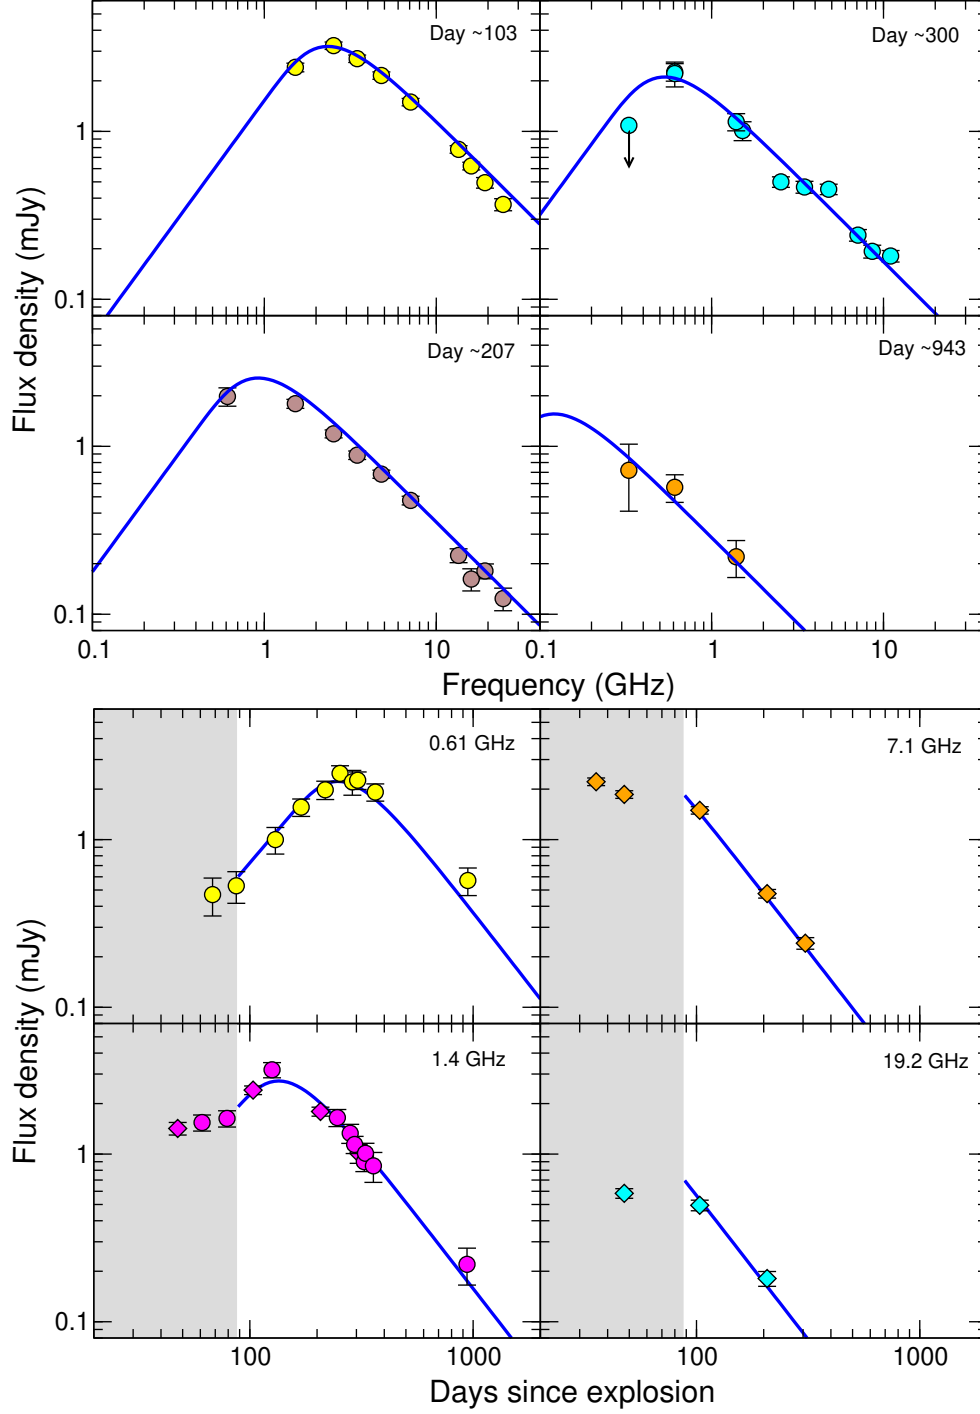 Day ~103
Day ~300
1
0.1
Flux density (mJy)
Day ~207
Day ~943
1
0.1
0.1
1
10
0.1
1
10
Frequency (GHz)
0.61 GHz
7.1 GHz
1
0.1
Flux density (mJy)
1.4 GHz
19.2 GHz
1
0.1
100
1000
100
1000
Days since explosion